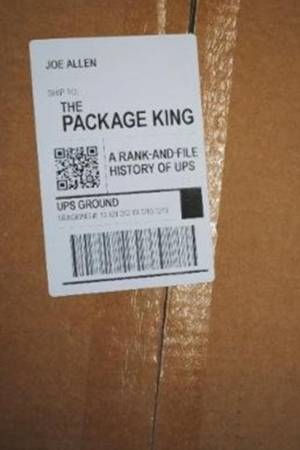 JOE ALLEN
SHIP TO:
THE
PACKAGE KING
A RANK-AND-FILE
HISTORY OF UPS
UPS GROUND